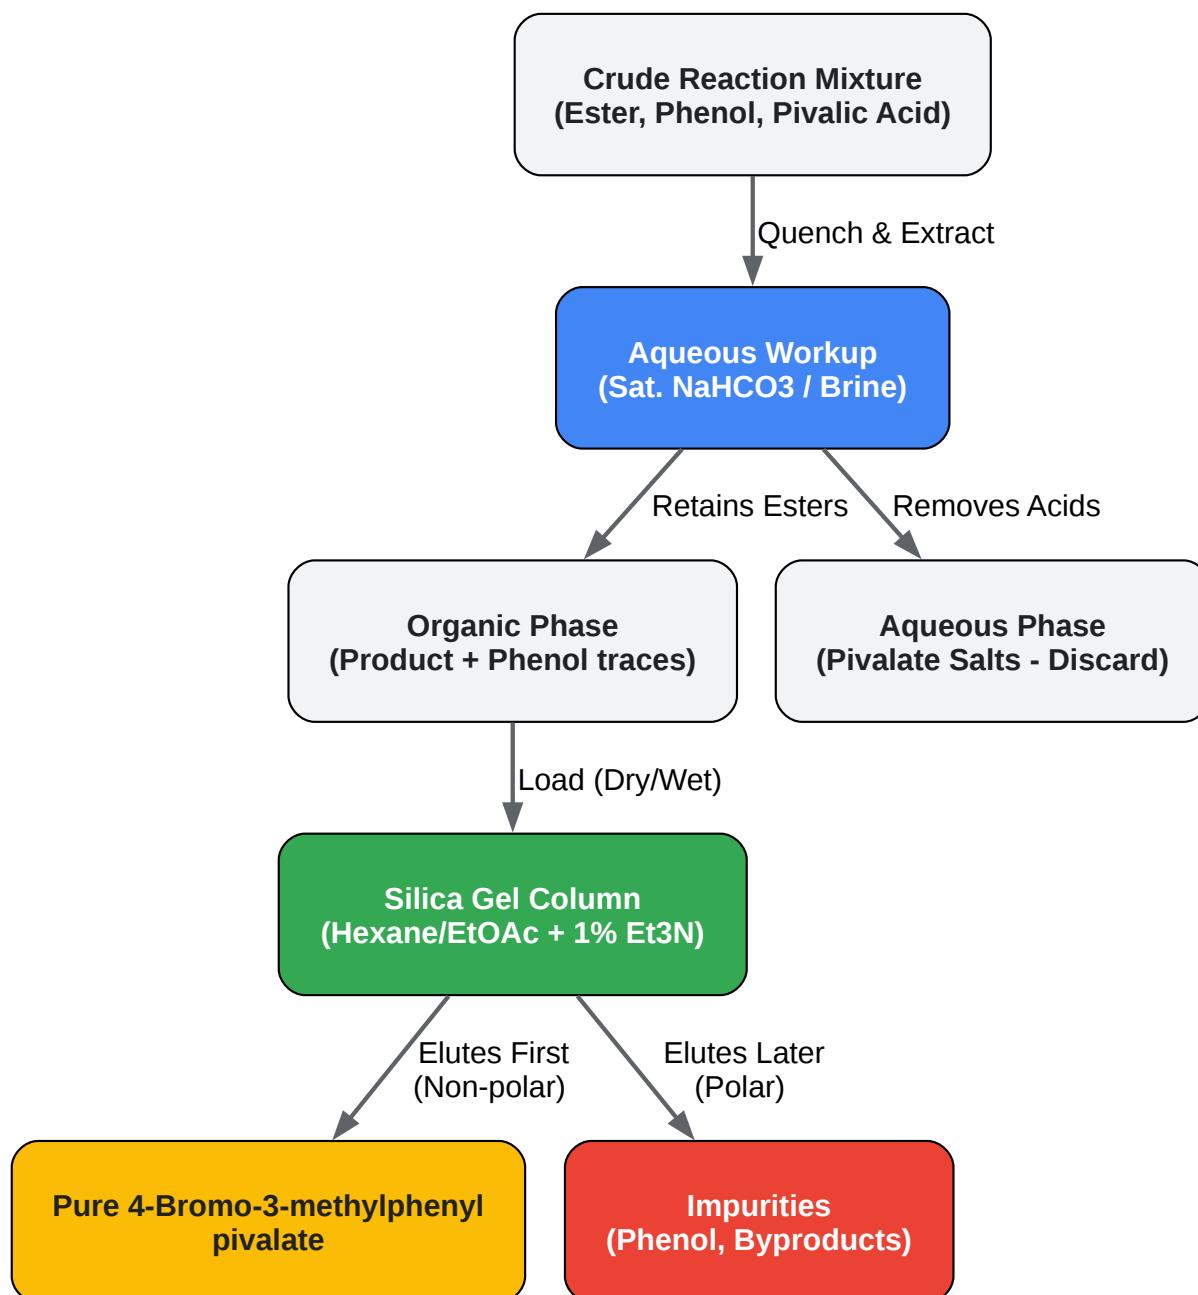 Crude Reaction Mixture
(Ester, Phenol, Pivalic Acid)
Quench & Extract
Aqueous Workup
(Sat. NaHCO3 / Brine)
Retains Esters
Removes Acids
Organic Phase
(Product + Phenol traces)
Aqueous Phase
(Pivalate Salts - Discard)
Load (Dry/Wet)
Silica Gel Column
(Hexane/EtOAc + 1% Et3N)
Elutes First
(Non-polar)
Elutes Later
(Polar)
Pure 4-Bromo-3-methylphenyl
pivalate
Impurities
(Phenol, Byproducts)